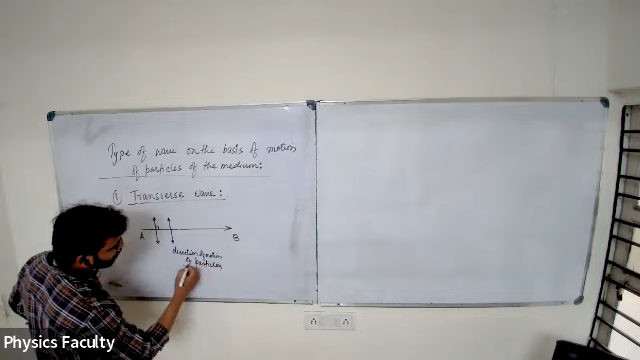 Type of wave on the basis of motion
of particles of the medium:
① Transverse wave:
A B
direction of motion
of particles
Physics Faculty